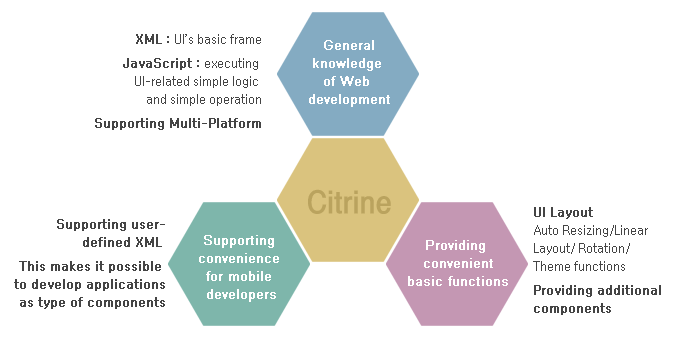 XML : UI's basic frame
JavaScript : executing
UI-related simple logic
and simple operation
Supporting Multi-Platform
General
knowledge
of Web
development
Citrine
Supporting user-
defined XML
This makes it possible
to develop applications
as type of components
Supporting
convenience
for mobile
developers
Providing
convenient
basic functions
UI Layout
Auto Resizing/Linear
Layout/ Rotation/
Theme functions
Providing additional
components